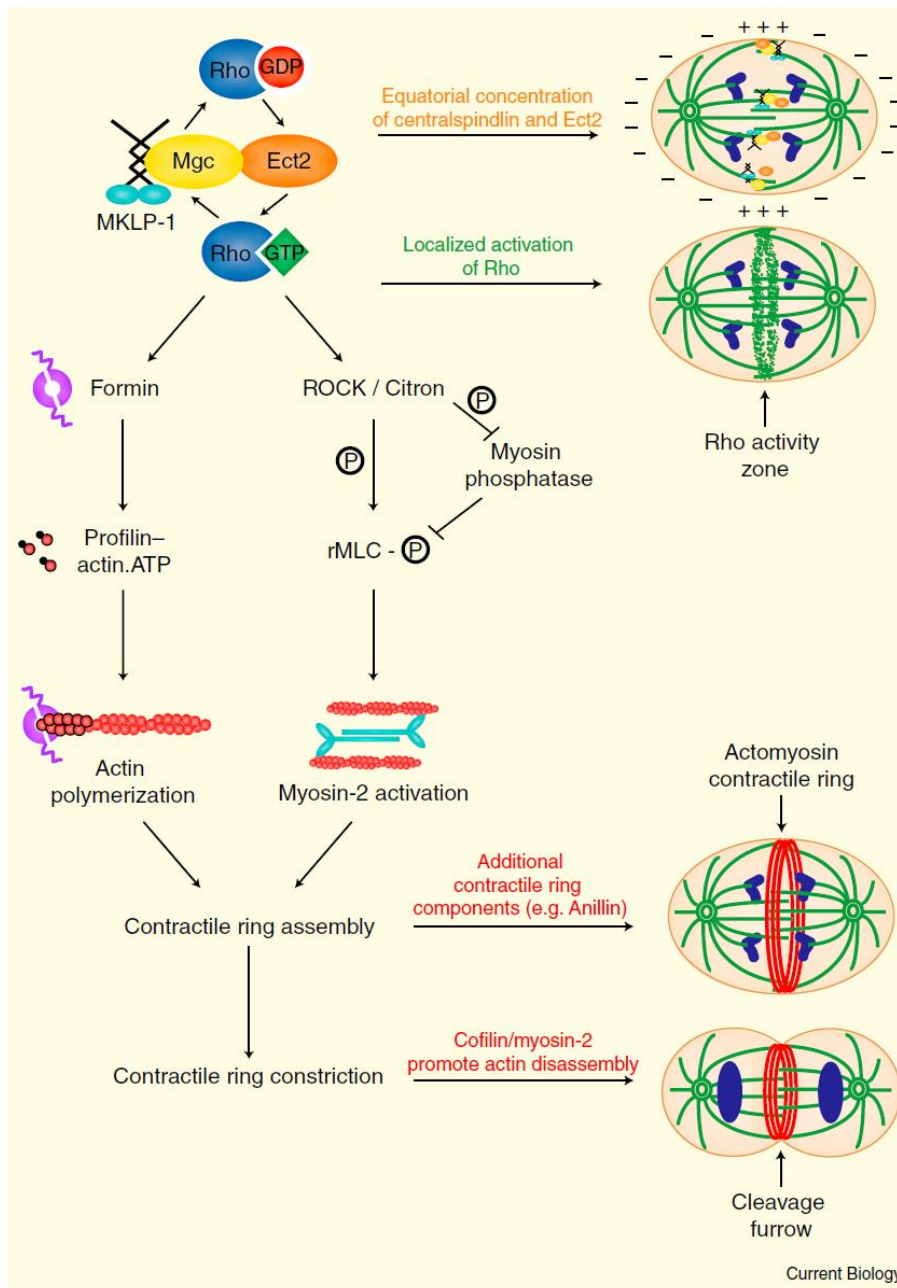 + + +
Rho GDP
Equatorial concentration
of centralspindlin and Ect2
Mgc Ect2
MKLP-1
+ + +
Rho GTP
Localized activation
of Rho
Formin
ROCK / Citron
P
Myosin
phosphatase
P
Rho activity
zone
Profilin–
actin.ATP
rMLC - P
Actin
polymerization
Myosin-2 activation
Actomyosin
contractile ring
Additional
contractile ring
components (e.g. Anillin)
Contractile ring assembly
Cofilin/myosin-2
promote actin disassembly
Contractile ring constriction
Cleavage
furrow
Current Biology